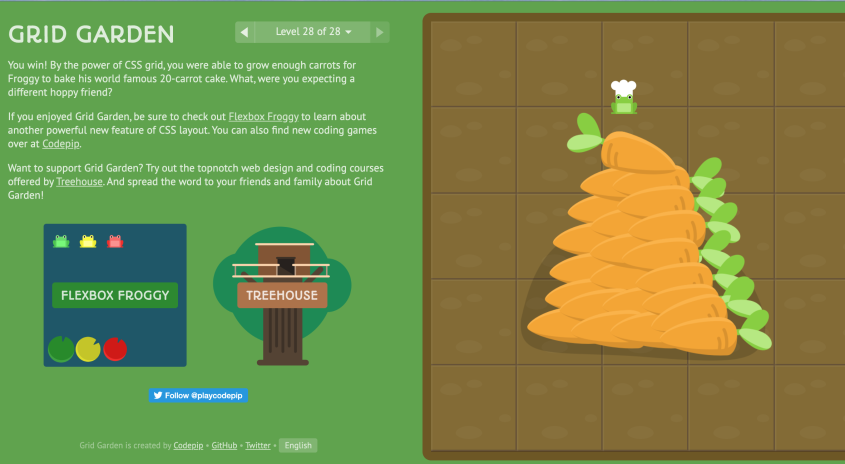 GRID GARDEN
Level 28 of 28
You win! By the power of CSS grid, you were able to grow enough carrots for
Froggy to bake his world famous 20-carrot cake. What, were you expecting a
different hoppy friend?
If you enjoyed Grid Garden, be sure to check out Flexbox Froggy to learn about
another powerful new feature of CSS layout. You can also find new coding games
over at Codepip.
Want to support Grid Garden? Try out the topnotch web design and coding courses
offered by Treehouse. And spread the word to your friends and family about Grid
Garden!
FLEXBOX FROGGY
TREEHOUSE
Follow @playcodepip
Grid Garden is created by Codepip • GitHub • Twitter • English